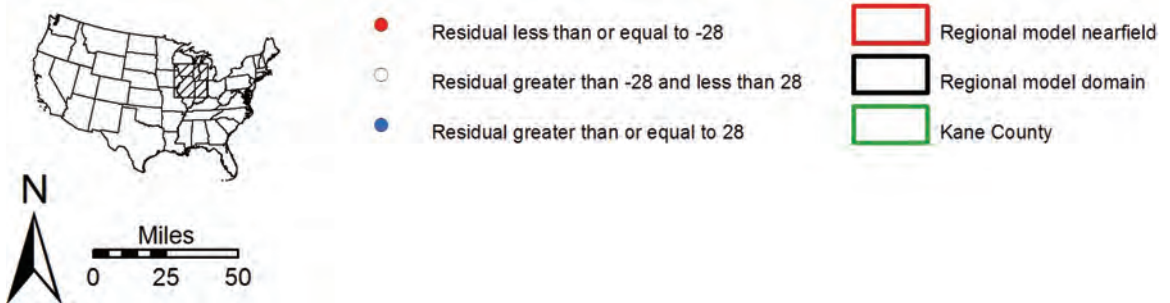 Residual less than or equal to -28
Residual greater than -28 and less than 28
Residual greater than or equal to 28
Regional model nearfield
Regional model domain
Kane County
N
Miles
0 25 50